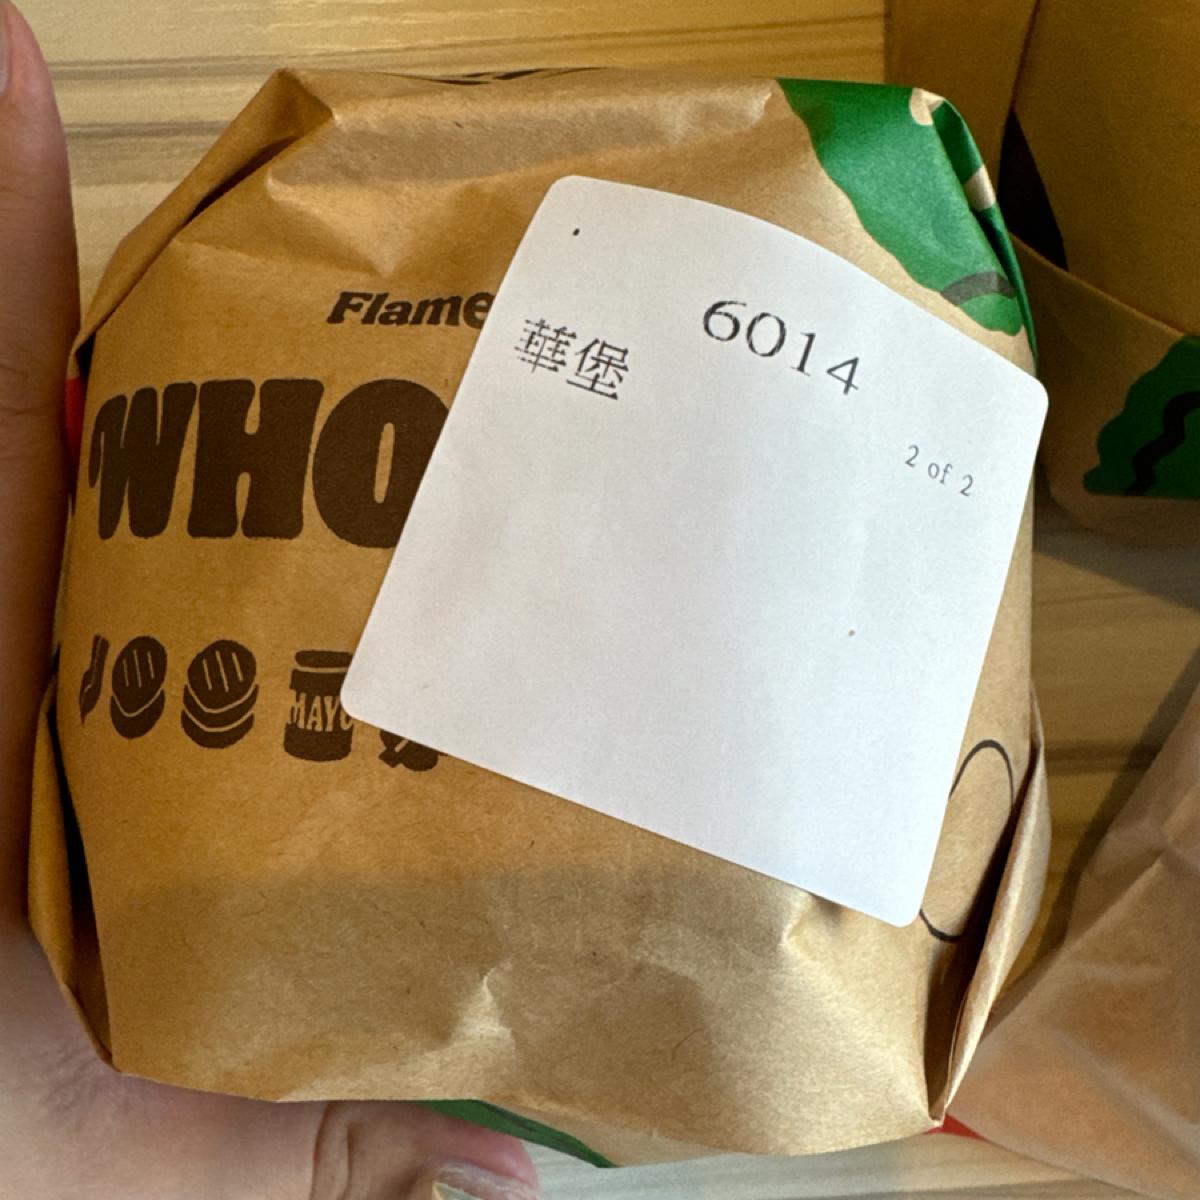 Flame
WHO
MAYO
6014
華堡
2 of 2